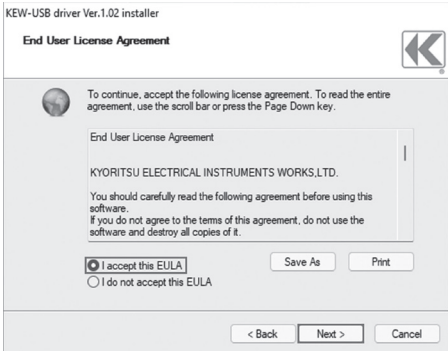 KEW-USB driver Ver.1.02 installer
End User License Agreement
To continue, accept the following license agreement. To read the entire
agreement, use the scroll bar or press the Page Down key.
End User License Agreement
KYORITSU ELECTRICAL INSTRUMENTS WORKS,LTD.
You should carefully read the following agreement before using this
software.
If you do not agree to the terms of this agreement, do not use the
software and destroy all copies of it.
I accept this EULA
I do not accept this EULA
Save As
Print
< Back
Next >
Cancel